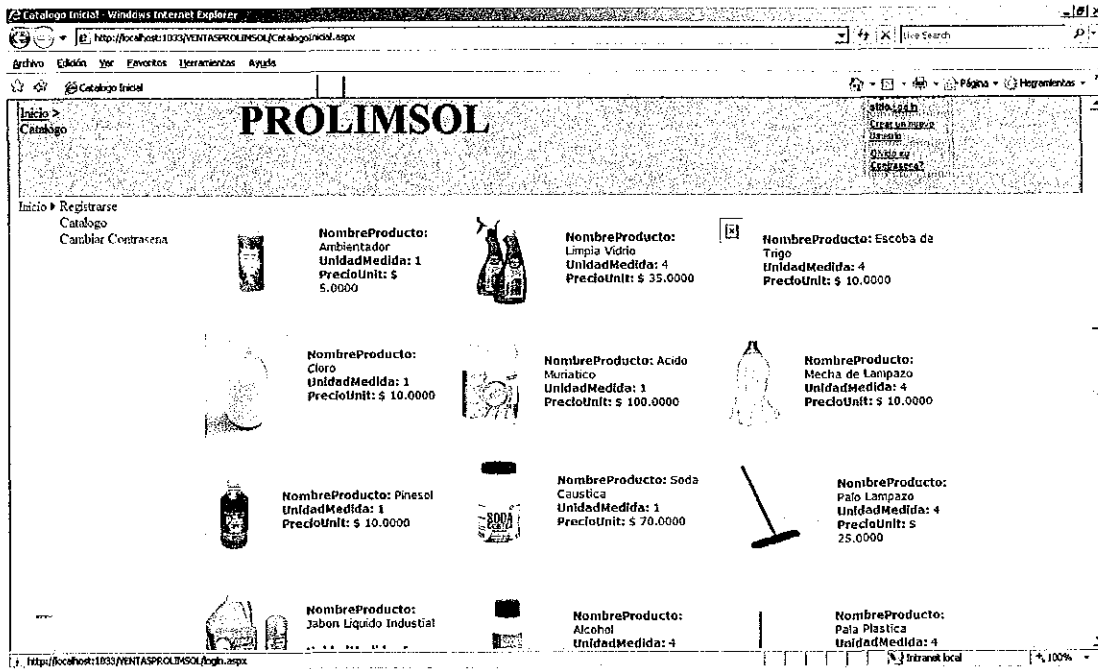 Catalogo Inicial - Windows Internet Explorer
http://localhost:1033/VENTASPROLIMSOL/CatalogoInicial.aspx
Live Search
Archivo Edición Ver Favoritos Herramientas Ayuda
Catalogo Inicial
Página
Herramientas
Inicio >
Catalogo
PROLIMSOL
Crear un nuevo
Usuario
Olvido su
Contrasena?
Inicio Registrarse
Catalogo
Cambiar Contrasena
NombreProducto:
Ambientador
UnidadMedida: 1
PrecioUnit: $
5.0000
NombreProducto:
Limpia Vidrio
UnidadMedida: 4
PrecioUnit: $ 35.0000
NombreProducto: Escoba de
Trigo
UnidadMedida: 4
PrecioUnit: $ 10.0000
NombreProducto:
Cloro
UnidadMedida: 1
PrecioUnit: $ 10.0000
NombreProducto: Acido
Muriatico
UnidadMedida: 1
PrecioUnit: $ 100.0000
NombreProducto:
Mecha de Lampazo
UnidadMedida: 4
PrecioUnit: $ 10.0000
NombreProducto: Pinesol
UnidadMedida: 1
PrecioUnit: $ 10.0000
SODA
NombreProducto: Soda
Caustica
UnidadMedida: 1
PrecioUnit: $ 70.0000
NombreProducto:
Palo Lampazo
UnidadMedida: 4
PrecioUnit: $
25.0000
NombreProducto:
Jabon Liquido Industial
NombreProducto:
Alcohol
UnidadMedida: 4
NombreProducto:
Pala Plastica
UnidadMedida: 4
http://localhost:1033/VENTASPROLIMSOL/login.aspx
Intranet local
100%